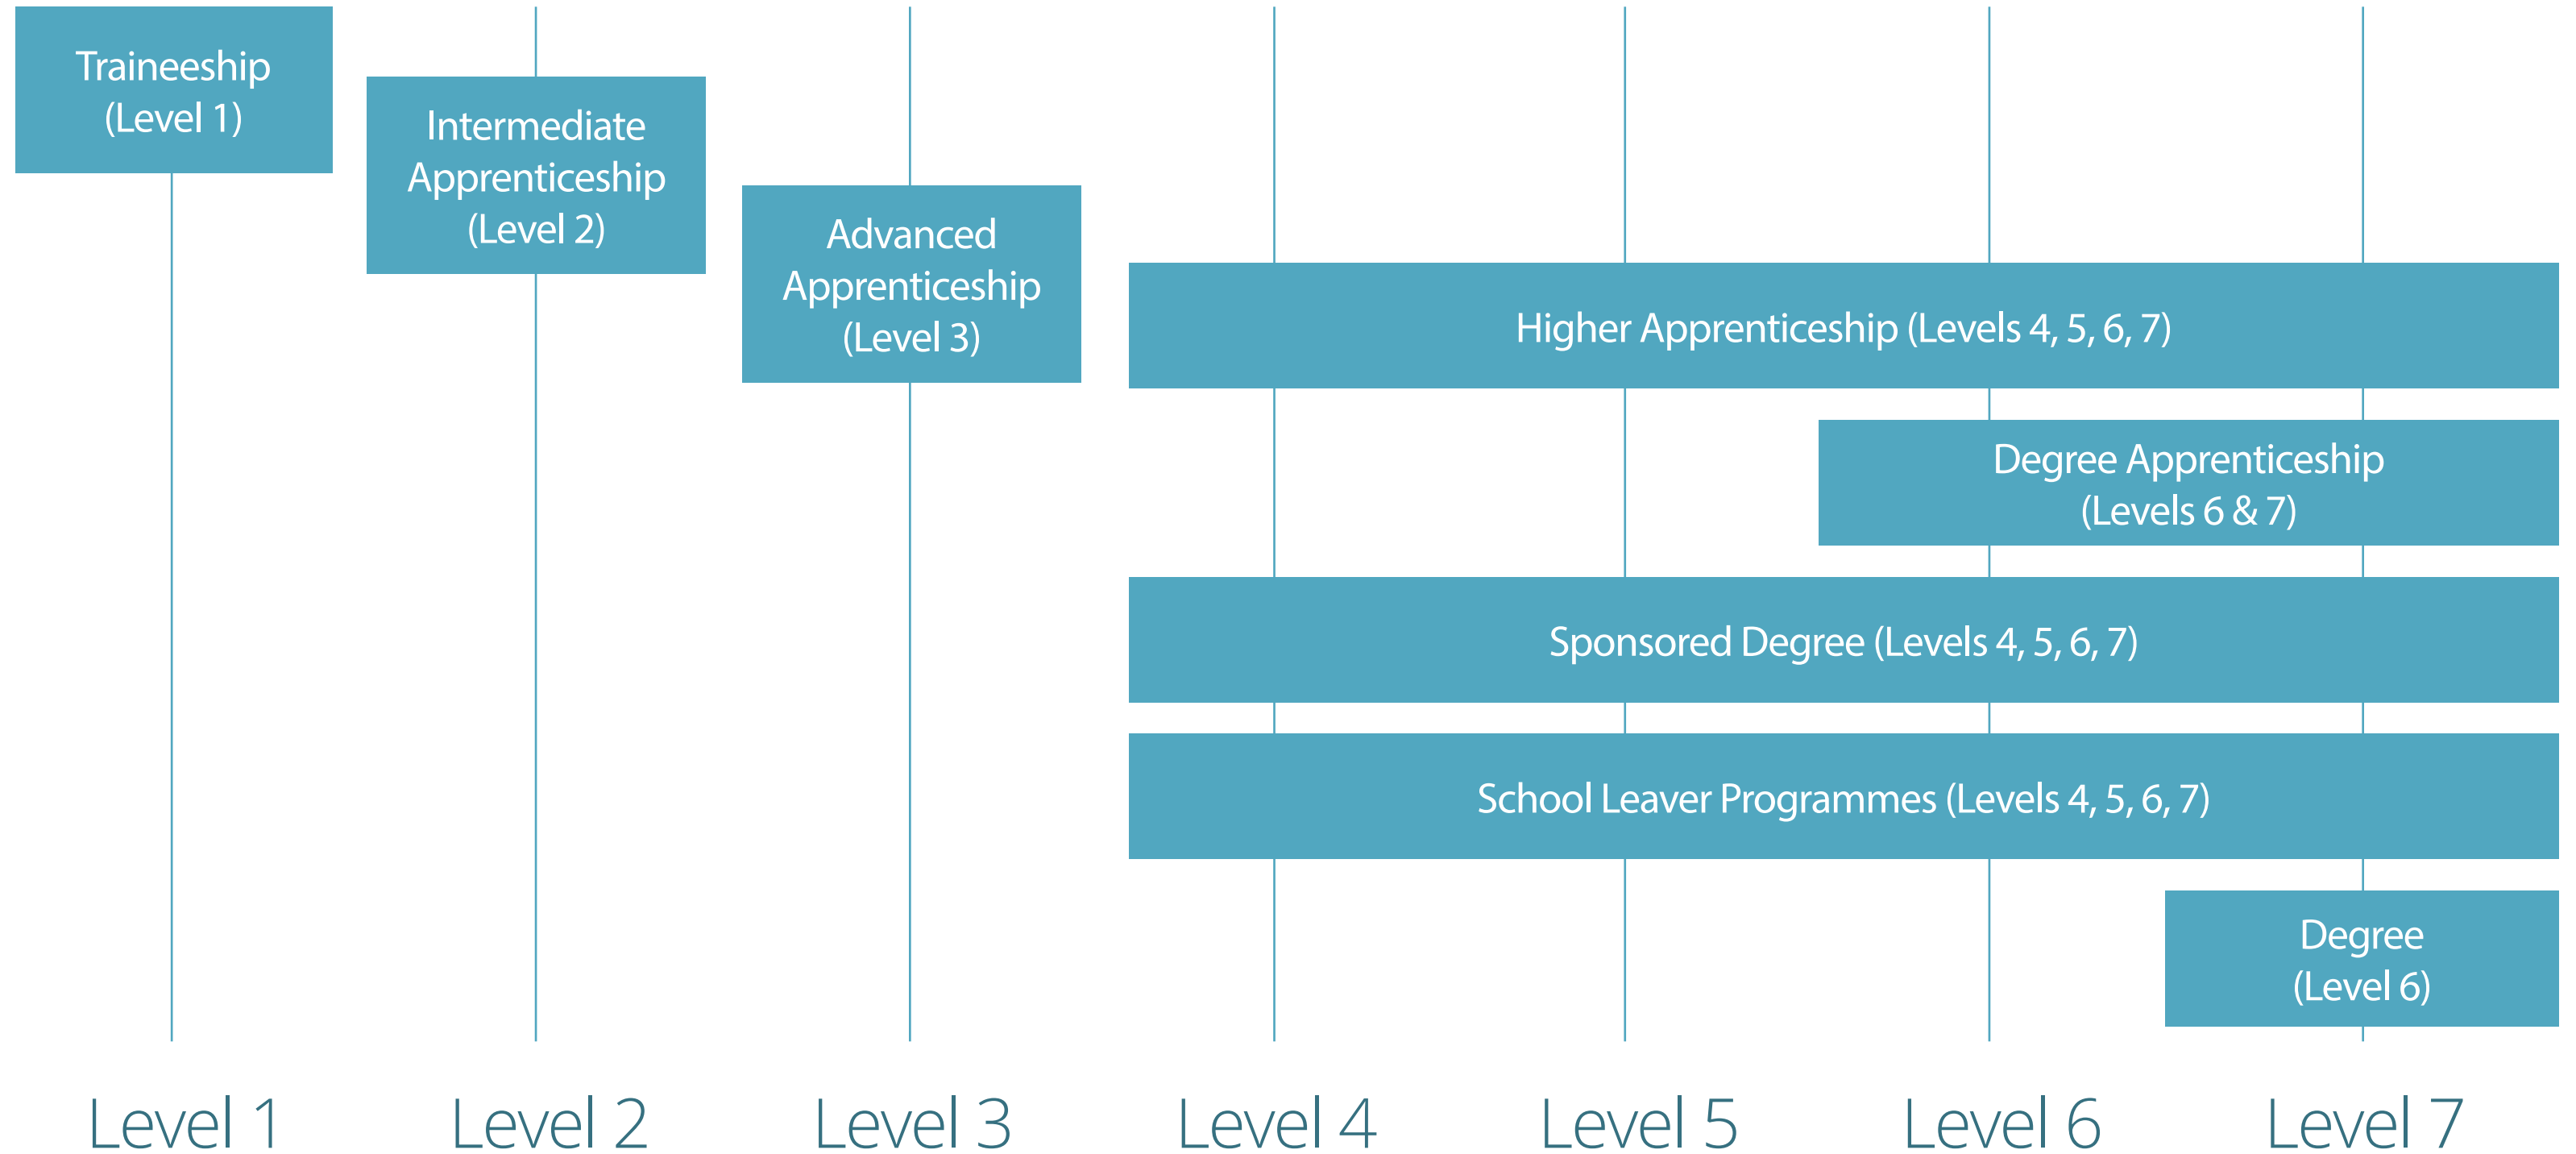 Traineeship
(Level 1)
Intermediate
Apprenticeship
(Level 2)
Advanced
Apprenticeship
(Level 3)
Higher Apprenticeship (Levels 4, 5, 6, 7)
Degree Apprenticeship
(Levels 6 & 7)
Sponsored Degree (Levels 4, 5, 6, 7)
School Leaver Programmes (Levels 4, 5, 6, 7)
Degree
(Level 6)
Level 1
Level 2
Level 3
Level 4
Level 5
Level 6
Level 7